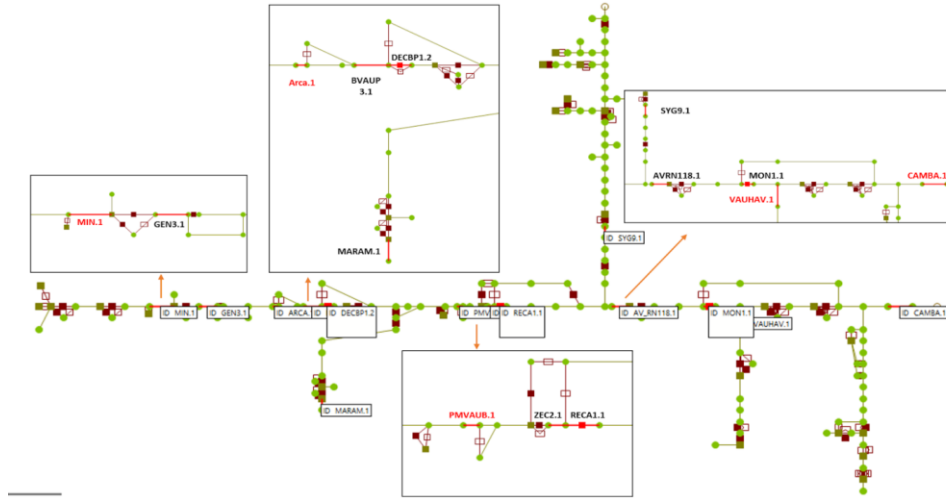 DECBP1.2
Arca.1
BVAUP
3.1
MARAM.1
SYG9.1
AVRN118.1
MON1.1
CAMBA.1
VAUHAV.1
MIN.1
GEN3.1
ID SYG9.1
ID MIN.1
ID GEN3.1
ID ARCA.
ID
ID DECBP1.2
ID PMV
ID
ID RECA1.1
ID AV_RN118.1
ID MON1.1
VAUHAV.1
ID CAMBA.1
ID MARAM.1
PMVAUB.1
ZEC2.1
RECA1.1